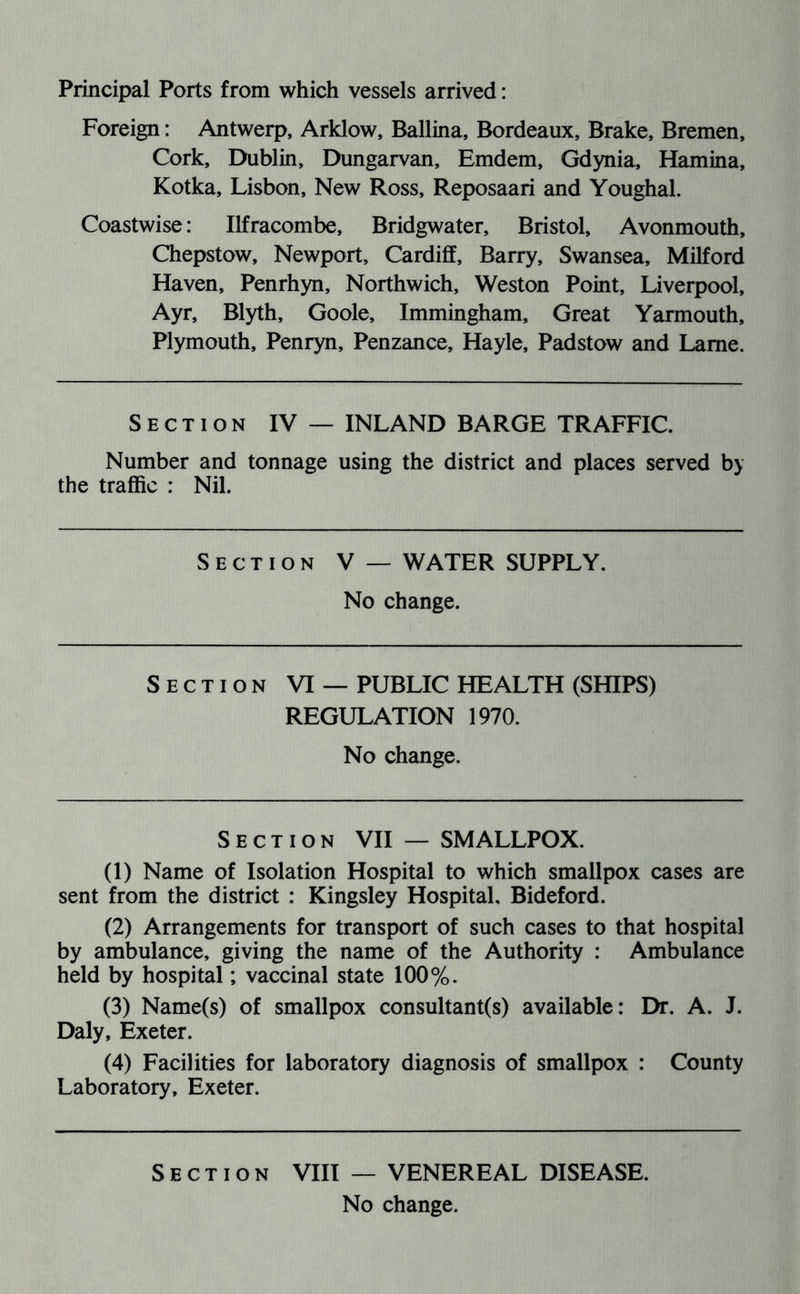 Principal Ports from which vessels arrived:
Foreign: Antwerp, Arklow, Ballina, Bordeaux, Brake, Bremen,
Cork, Dublin, Dungarvan, Emdem, Gdynia, Hamina,
Kotka, Lisbon, New Ross, Reposaari and Youghal.
Coastwise: Ilfracombe, Bridgwater, Bristol, Avonmouth,
Chepstow, Newport, Cardiff, Barry, Swansea, Milford
Haven, Penrhyn, Northwich, Weston Point, Liverpool,
Ayr, Blyth, Goole, Immingham, Great Yarmouth,
Plymouth, Penryn, Penzance, Hayle, Padstow and Larne.
Section IV — INLAND BARGE TRAFFIC.
Number and tonnage using the district and places served by
the traffic : Nil.
Section V — WATER SUPPLY.
No change.
Section VI — PUBLIC HEALTH (SHIPS)
REGULATION 1970.
No change.
Section VII — SMALLPOX.
(1) Name of Isolation Hospital to which smallpox cases are
sent from the district : Kingsley Hospital, Bideford.
(2) Arrangements for transport of such cases to that hospital
by ambulance, giving the name of the Authority : Ambulance
held by hospital; vaccinal state 100%.
(3) Name(s) of smallpox consultant(s) available: Dr. A. J.
Daly, Exeter.
(4) Facilities for laboratory diagnosis of smallpox : County
Laboratory, Exeter.
Section VIII — VENEREAL DISEASE.
No change.